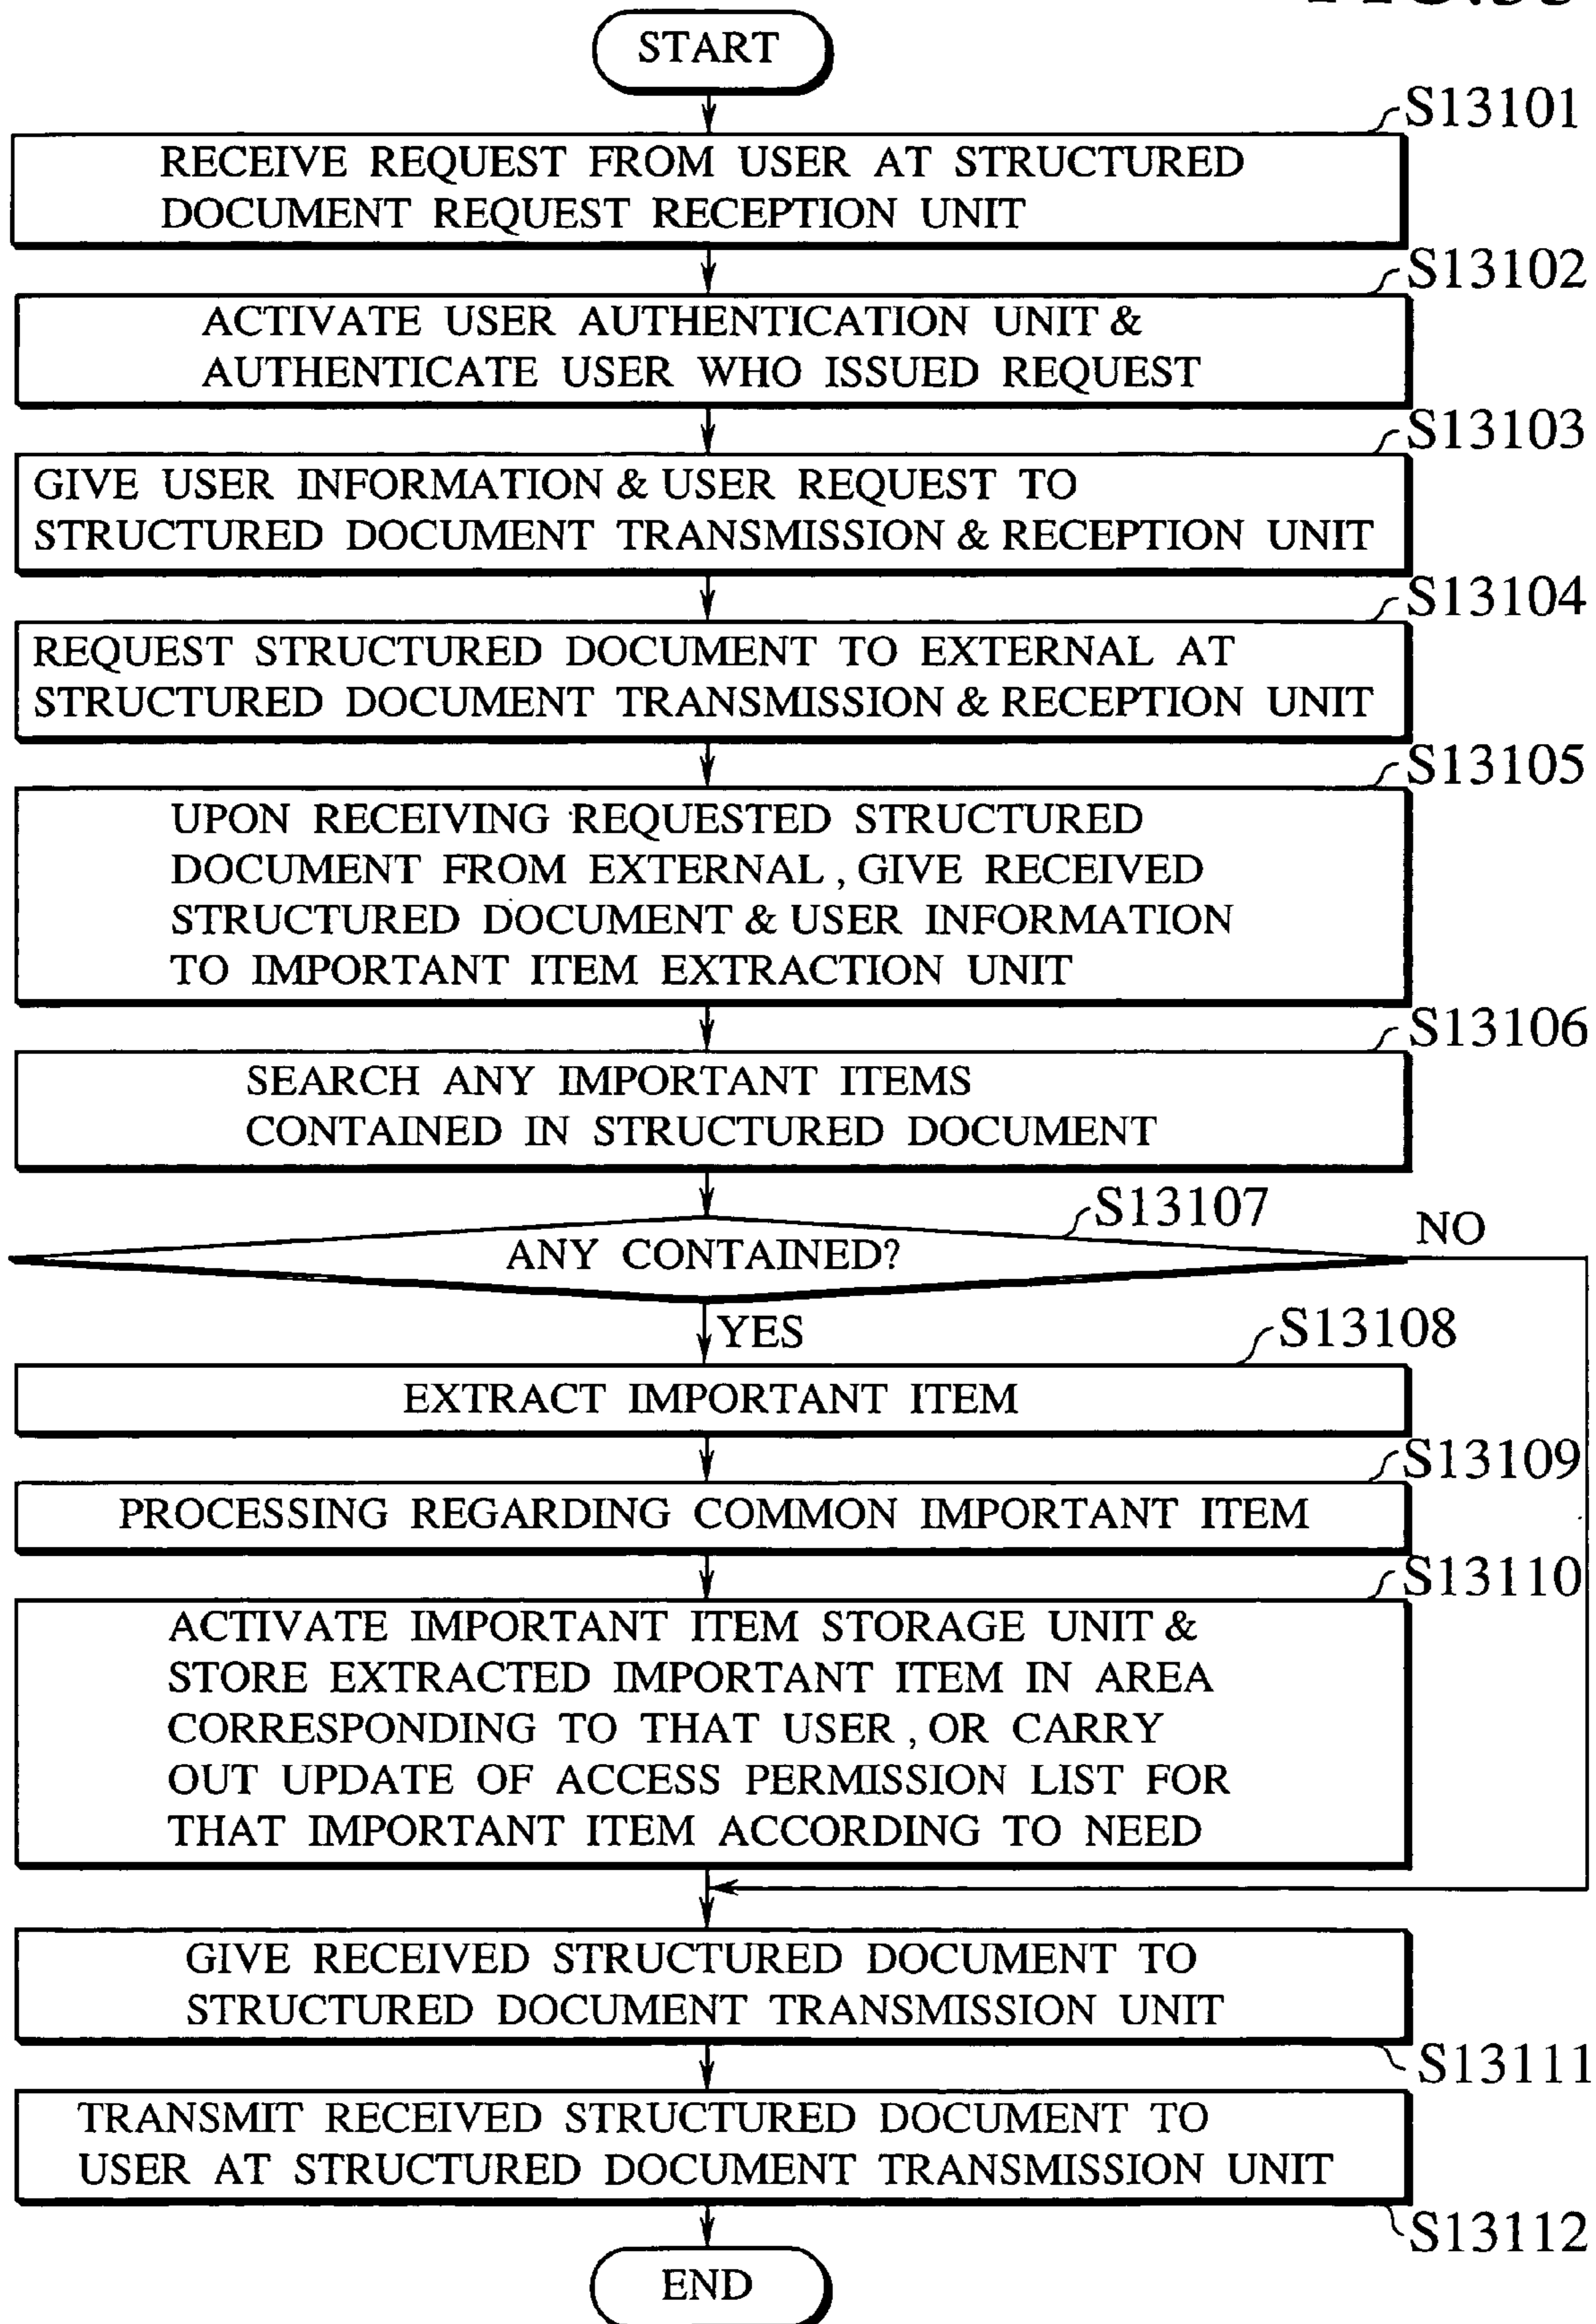 START
S13101
RECEIVE REQUEST FROM USER AT STRUCTURED
DOCUMENT REQUEST RECEPTION UNIT
S13102
ACTIVATE USER AUTHENTICATION UNIT &
AUTHENTICATE USER WHO ISSUED REQUEST
S13103
GIVE USER INFORMATION & USER REQUEST TO
STRUCTURED DOCUMENT TRANSMISSION & RECEPTION UNIT
S13104
REQUEST STRUCTURED DOCUMENT TO EXTERNAL AT
STRUCTURED DOCUMENT TRANSMISSION & RECEPTION UNIT
S13105
UPON RECEIVING REQUESTED STRUCTURED
DOCUMENT FROM EXTERNAL , GIVE RECEIVED
STRUCTURED DOCUMENT & USER INFORMATION
TO IMPORTANT ITEM EXTRACTION UNIT
S13106
SEARCH ANY IMPORTANT ITEMS
CONTAINED IN STRUCTURED DOCUMENT
S13107
NO
ANY CONTAINED?
YES
S13108
EXTRACT IMPORTANT ITEM
S13109
PROCESSING REGARDING COMMON IMPORTANT ITEM
S13110
ACTIVATE IMPORTANT ITEM STORAGE UNIT &
STORE EXTRACTED IMPORTANT ITEM IN AREA
CORRESPONDING TO THAT USER , OR CARRY
OUT UPDATE OF ACCESS PERMISSION LIST FOR
THAT IMPORTANT ITEM ACCORDING TO NEED
GIVE RECEIVED STRUCTURED DOCUMENT TO
STRUCTURED DOCUMENT TRANSMISSION UNIT
S13111
TRANSMIT RECEIVED STRUCTURED DOCUMENT TO
USER AT STRUCTURED DOCUMENT TRANSMISSION UNIT
S13112
END